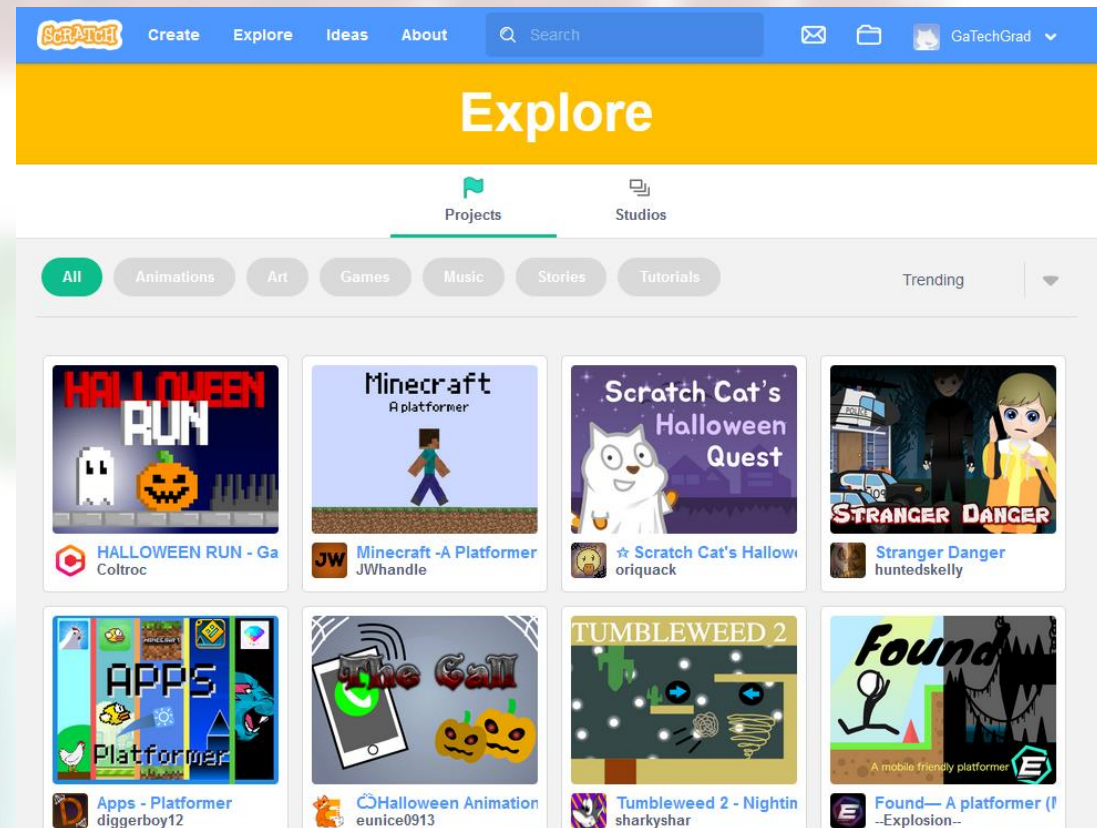 SCRATCH Create Explore Ideas About Search GaTechGrad
Explore
Projects Studios
All Animations Art Games Music Stories Tutorials Trending
HALLOWEEN
RUN
Minecraft
A platformer
Scratch Cat's
Halloween
Quest
POLICE
STRANGER DANGER
HALLOWEEN RUN - Ga
Coltroc
JW
Minecraft -A Platformer
JWhandle
☆ Scratch Cat's Hallow
oriquack
Stranger Danger
huntedskelly
MINECRAFT
APPS
Platformer
The Call
TUMBLEWEED 2
Found
A mobile friendly platformer
E
D
Apps - Platformer
diggerboy12
Halloween Animation
eunice0913
Tumbleweed 2 - Nightin
sharkyshar
E
Found— A platformer (
--Explosion--